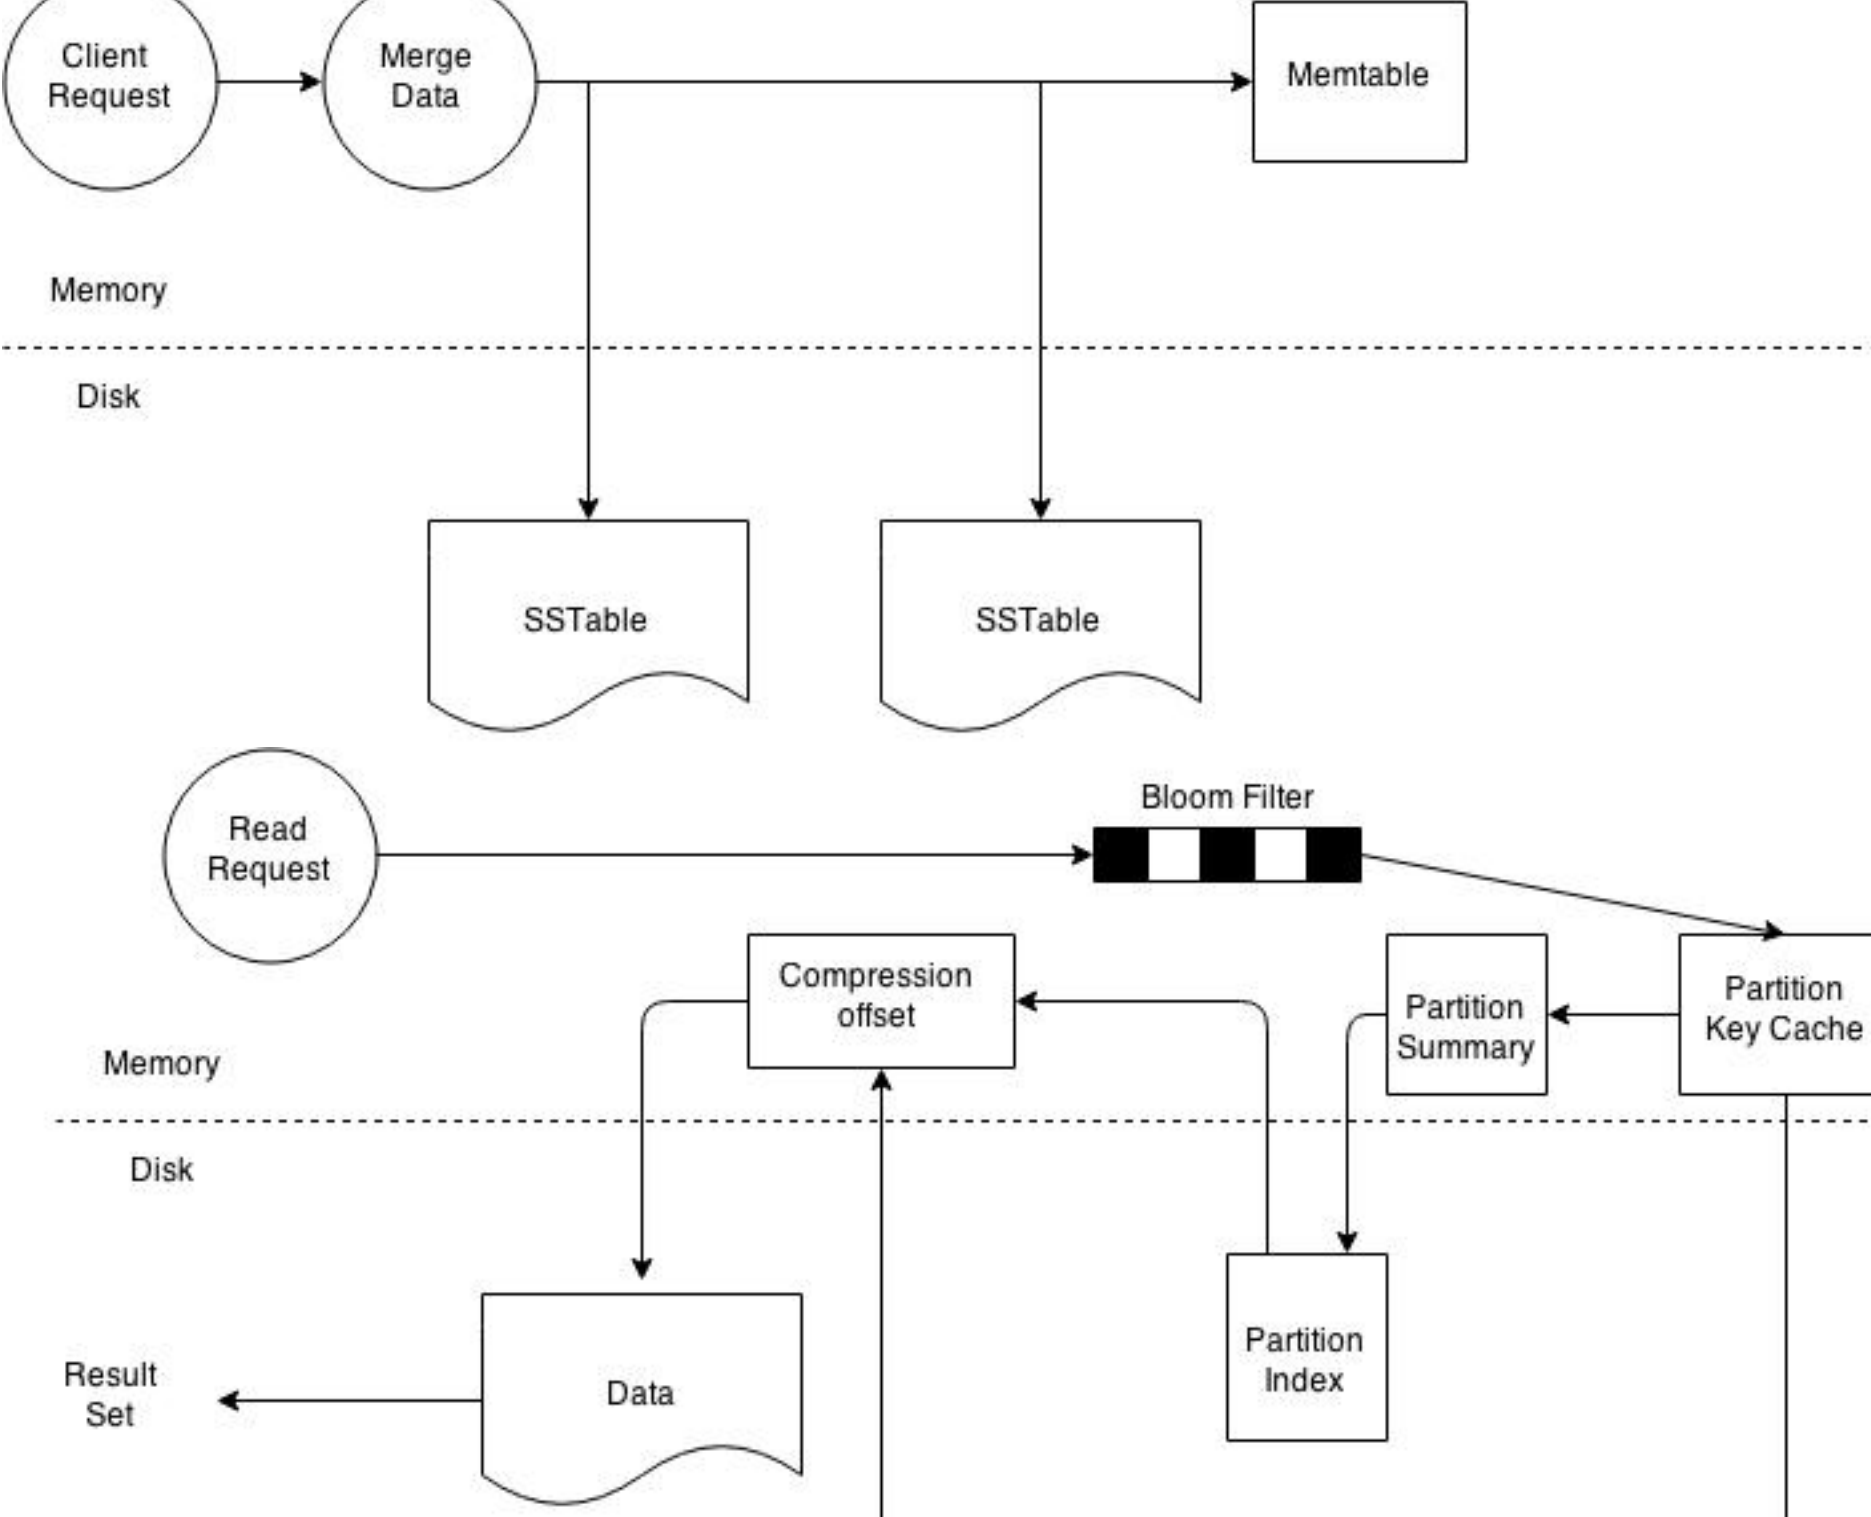 Client
Request
Merge
Data
Memtable
Memory
Disk
SSTable
SSTable
Bloom Filter
Read
Request
Compression
offset
Partition
Summary
Partition
Key Cache
Memory
Disk
Partition
Index
Result
Set
Data